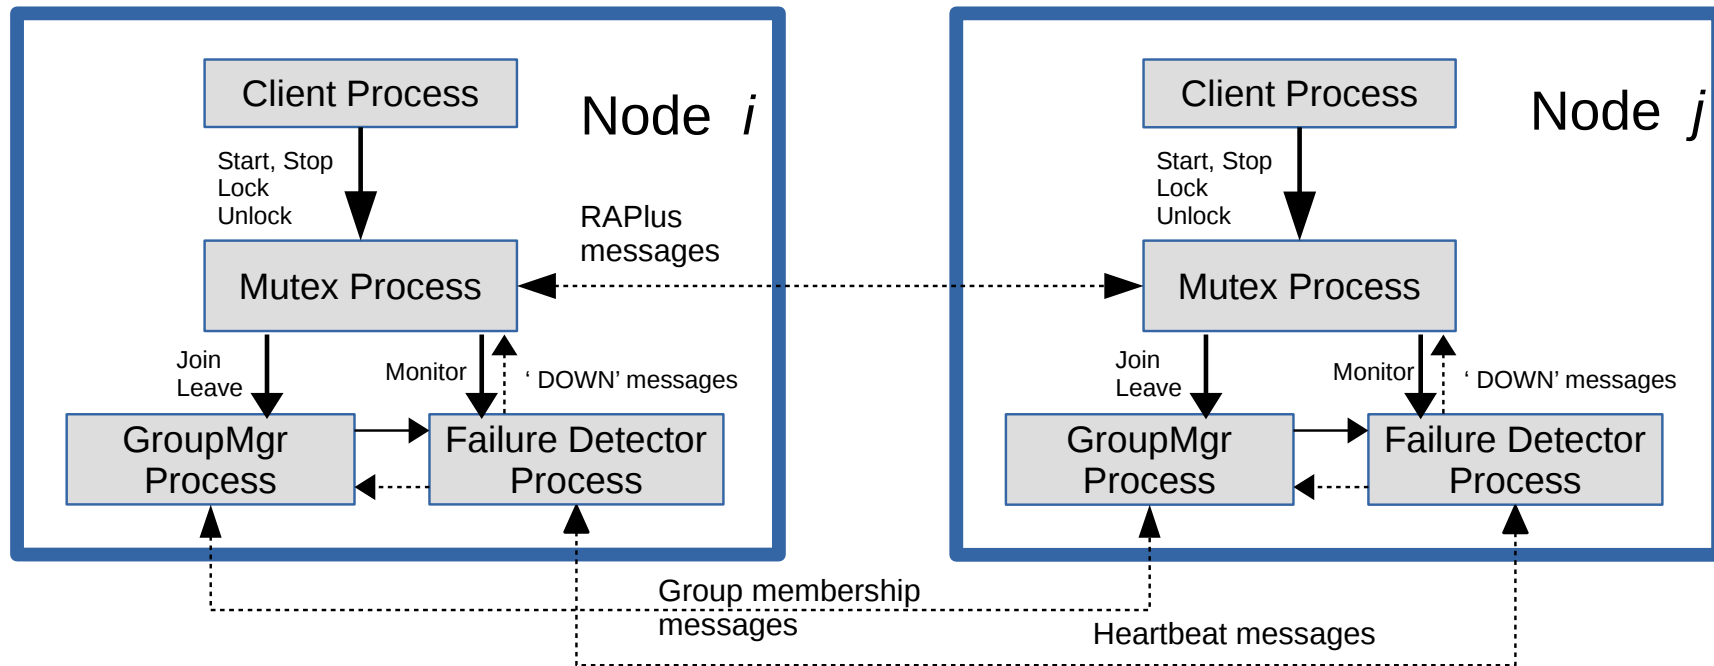 Client Process
Node i
Start, Stop
Lock
Unlock
RAPlus
messages
Mutex Process
Join
Leave
Monitor
‘ DOWN’ messages
GroupMgr
Process
Failure Detector
Process
Client Process
Node j
Start, Stop
Lock
Unlock
Mutex Process
Join
Leave
Monitor
‘ DOWN’ messages
GroupMgr
Process
Failure Detector
Process
Group membership
messages
Heartbeat messages